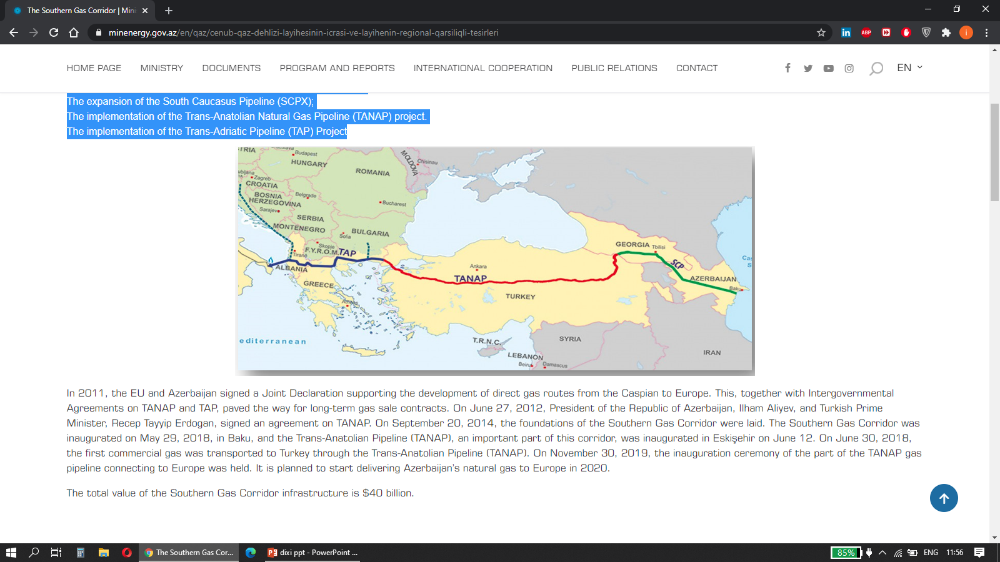 The Southern Gas Corridor | Mini
minenergy.gov.az/en/qaz/cenub-qaz-dehlizi-layihesinin-icrasi-ve-layihenin-regional-qarsiliqli-tesirleri
in
ABP
i
HOME PAGE MINISTRY DOCUMENTS PROGRAM AND REPORTS INTERNATIONAL COOPERATION PUBLIC RELATIONS CONTACT EN
The expansion of the South Caucasus Pipeline (SCPX);
The implementation of the Trans-Anatolian Natural Gas Pipeline (TANAP) project.
The implementation of the Trans-Adriatic Pipeline (TAP) Project
TRIA
Budapest
HUNGARY
MOLDOVA
Chisinau
ROMANIA
ubljana
Zagreb
CROATIA
BOSNIA
HERZEGOVINA
Belgrade
Sarajevo
Bucharest
SERBIA
MONTENEGRO
BULGARIA
Sofia
Skopje
F.Y.R.O.M.
TAP
Tirane
ALBANIA
GREECE
Athens
Ankara
TANAP
TURKEY
GEORGIA
Tbilisi
SCP
AZERBAIJAN
Baku
Cas
S
editerranean
T.R.N.C.
SYRIA
LEBANON
Beirut
Damascus
IRAN
In 2011, the EU and Azerbaijan signed a Joint Declaration supporting the development of direct gas routes from the Caspian to Europe. This, together with Intergovernmental
Agreements on TANAP and TAP, paved the way for long-term gas sale contracts. On June 27, 2012, President of the Republic of Azerbaijan, Ilham Aliyev, and Turkish Prime
Minister, Recep Tayyip Erdogan, signed an agreement on TANAP. On September 20, 2014, the foundations of the Southern Gas Corridor were laid. The Southern Gas Corridor was
inaugurated on May 29, 2018, in Baku, and the Trans-Anatolian Pipeline (TANAP), an important part of this corridor, was inaugurated in Eskişehir on June 12. On June 30, 2018,
the first commercial gas was transported to Turkey through the Trans-Anatolian Pipeline (TANAP). On November 30, 2019, the inauguration ceremony of the part of the TANAP gas
pipeline connecting to Europe was held. It is planned to start delivering Azerbaijan's natural gas to Europe in 2020.
The total value of the Southern Gas Corridor infrastructure is $40 billion.
The Southern Gas Cor...
dixi ppt - PowerPoint ...
85%
ENG
11:56